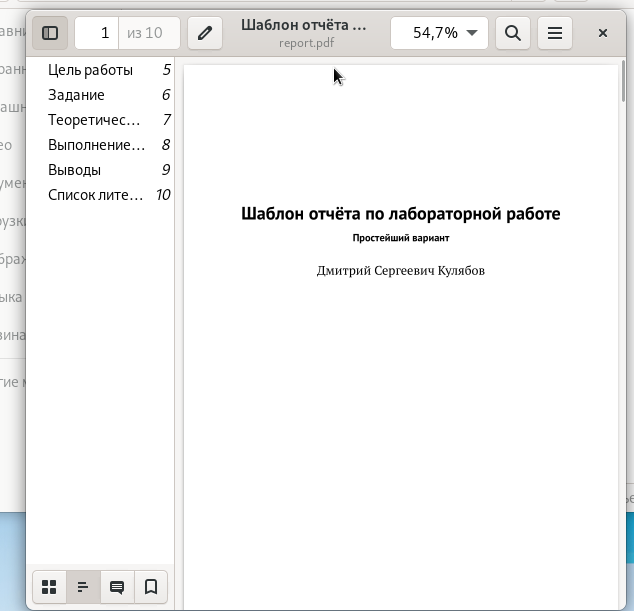 1 из 10
Шаблон отчёта ...
report.pdf
54,7%
Цель работы 5
Задание 6
Теоретичес... 7
Выполнение... 8
Выводы 9
Список лите... 10
Шаблон отчёта по лабораторной работе
Простейший вариант
Дмитрий Сергеевич Кулябов